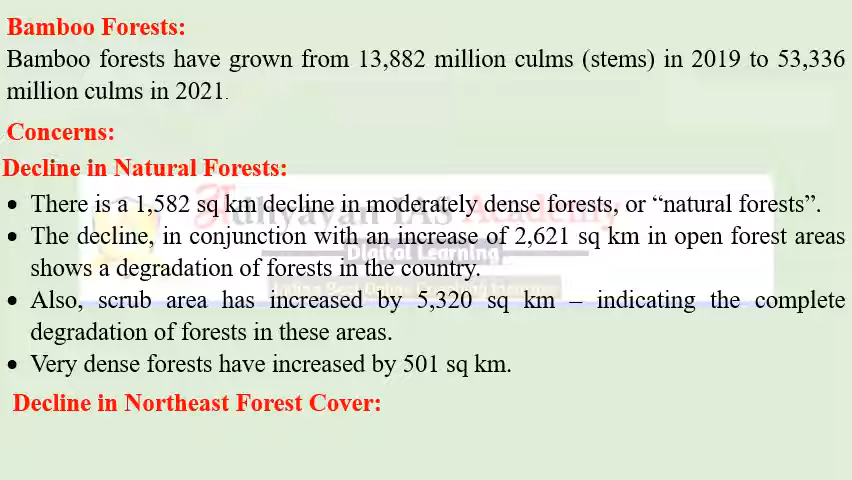 Bamboo Forests:
Bamboo forests have grown from 13,882 million culms (stems) in 2019 to 53,336
million culms in 2021.
Concerns:
Decline in Natural Forests:
• There is a 1,582 sq km decline in moderately dense forests, or “natural forests”.
• The decline, in conjunction with an increase of 2,621 sq km in open forest areas
shows a degradation of forests in the country.
• Also, scrub area has increased by 5,320 sq km – indicating the complete
degradation of forests in these areas.
• Very dense forests have increased by 501 sq km.
Decline in Northeast Forest Cover:
Adhyayan IAS Academy
Digital Learning